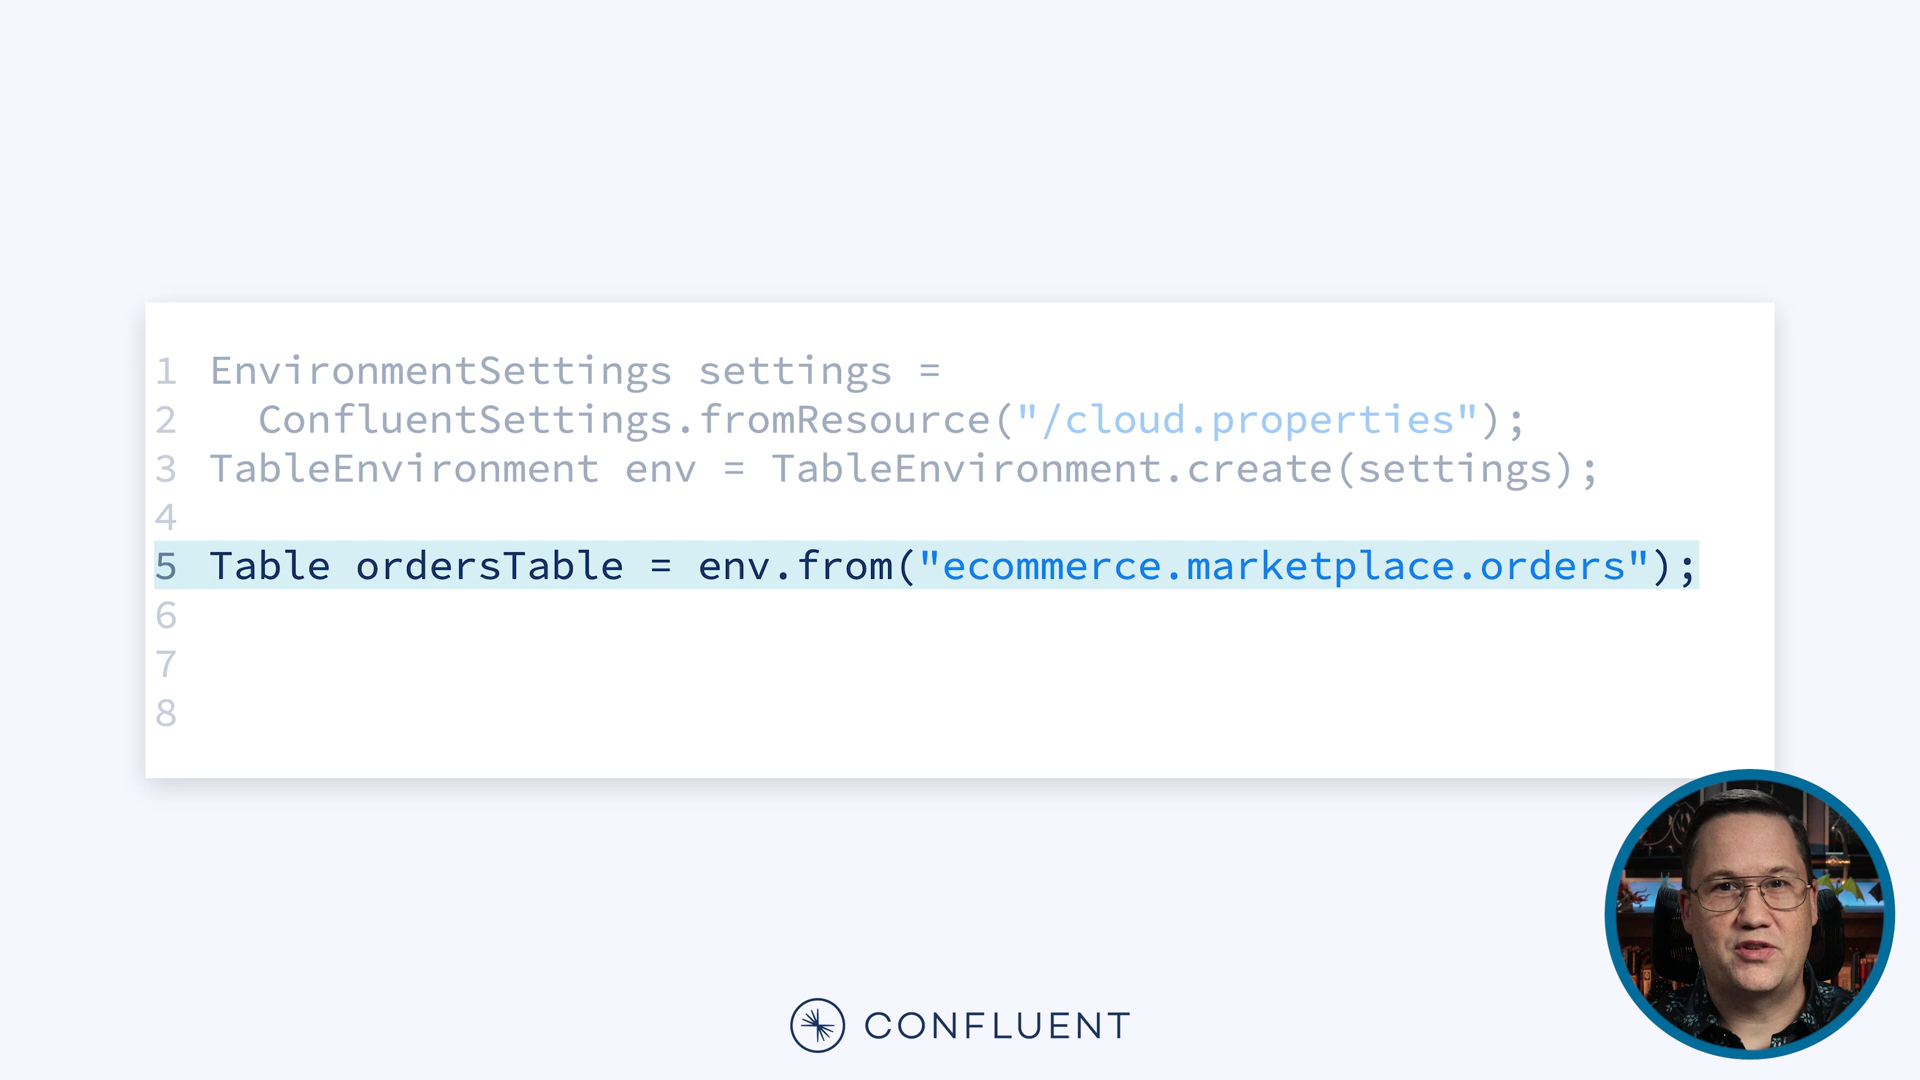 1 EnvironmentSettings settings =
2 ConfluentSettings.fromResource("/cloud.properties");
3 TableEnvironment env = TableEnvironment.create(settings);
4
5 Table ordersTable = env.from("ecommerce.marketplace.orders");
6
7
8
CONFLUENT